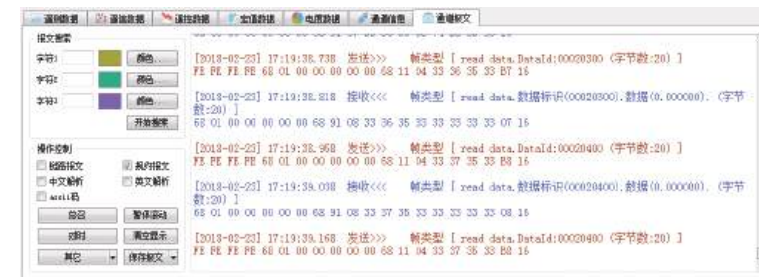 遥测数据 遥信数据 遥控数据 定值数据 电度数据 通道信息 通道报文
报文搜索
字符1 颜色...
字符2 颜色...
字符3 颜色...
开始搜索
操作控制
链路报文 规约报文
中文解析 英文解析
ascii码
总召 暂停滚动
对时 清空显示
其它 保存报文
[2018-02-23] 17:19:38.738 发送>>> 帧类型 [ read data.DataId:00020300 (字节数:20) ]
FE FE FE FE 68 01 00 00 00 00 00 68 11 04 33 36 35 33 B7 16
[2018-02-23] 17:19:38.818 接收<<< 帧类型 [ read data.数据标识(00020300).数据(0.000000). (字节
数:20) ]
68 01 00 00 00 00 00 68 91 08 33 36 35 33 33 33 33 33 07 16
[2018-02-23] 17:19:38.958 发送>>> 帧类型 [ read data.DataId:00020400 (字节数:20) ]
FE FE FE FE 68 01 00 00 00 00 00 68 11 04 33 37 35 33 B8 16
[2018-02-23] 17:19:39.038 接收<<< 帧类型 [ read data.数据标识(00020400).数据(0.000000). (字节
数:20) ]
68 01 00 00 00 00 00 68 91 08 33 37 35 33 33 33 33 33 08 16
[2018-02-23] 17:19:39.168 发送>>> 帧类型 [ read data.DataId:00020400 (字节数:20) ]
FE FE FE FE 68 01 00 00 00 00 00 68 11 04 33 37 35 33 B8 16